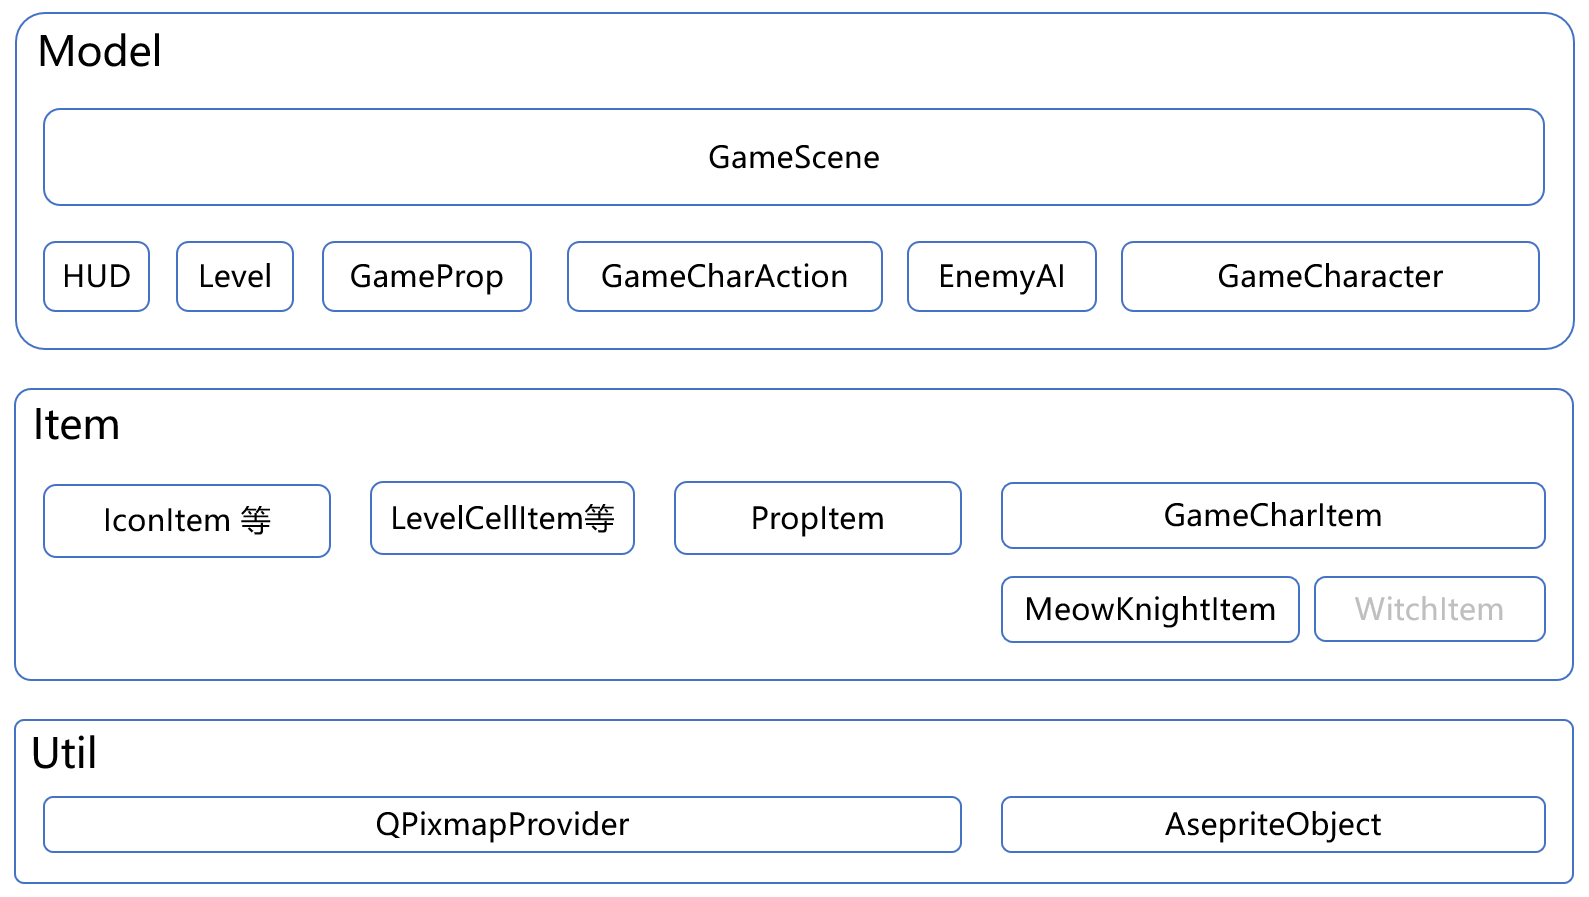 Model
GameScene
HUD
Level
GameProp
GameCharAction
EnemyAI
GameCharacter
Item
IconItem 等
LevelCellItem等
PropItem
GameCharItem
MeowKnightItem
WitchItem
Util
QPixmapProvider
AsepriteObject